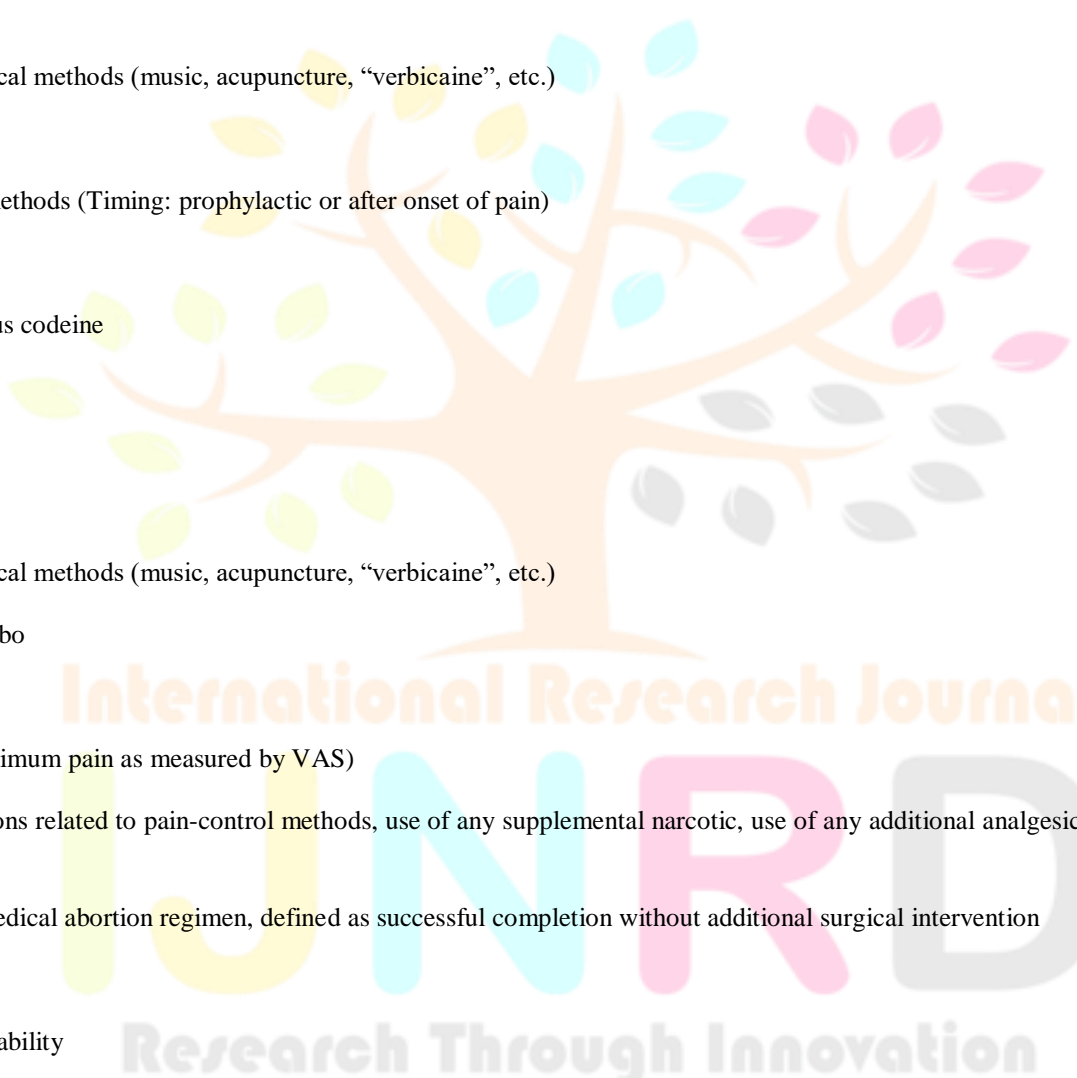 cal methods (music, acupuncture, “verbicaine”, etc.)
ethods (Timing: prophylactic or after onset of pain)
us codeine
cal methods (music, acupuncture, “verbicaine”, etc.)
bo
International Research Journa
imum pain as measured by VAS)
ons related to pain-control methods, use of any supplemental narcotic, use of any additional analgesic
edical abortion regimen, defined as successful completion without additional surgical intervention
IJNRD
ability
Research Through Innovation